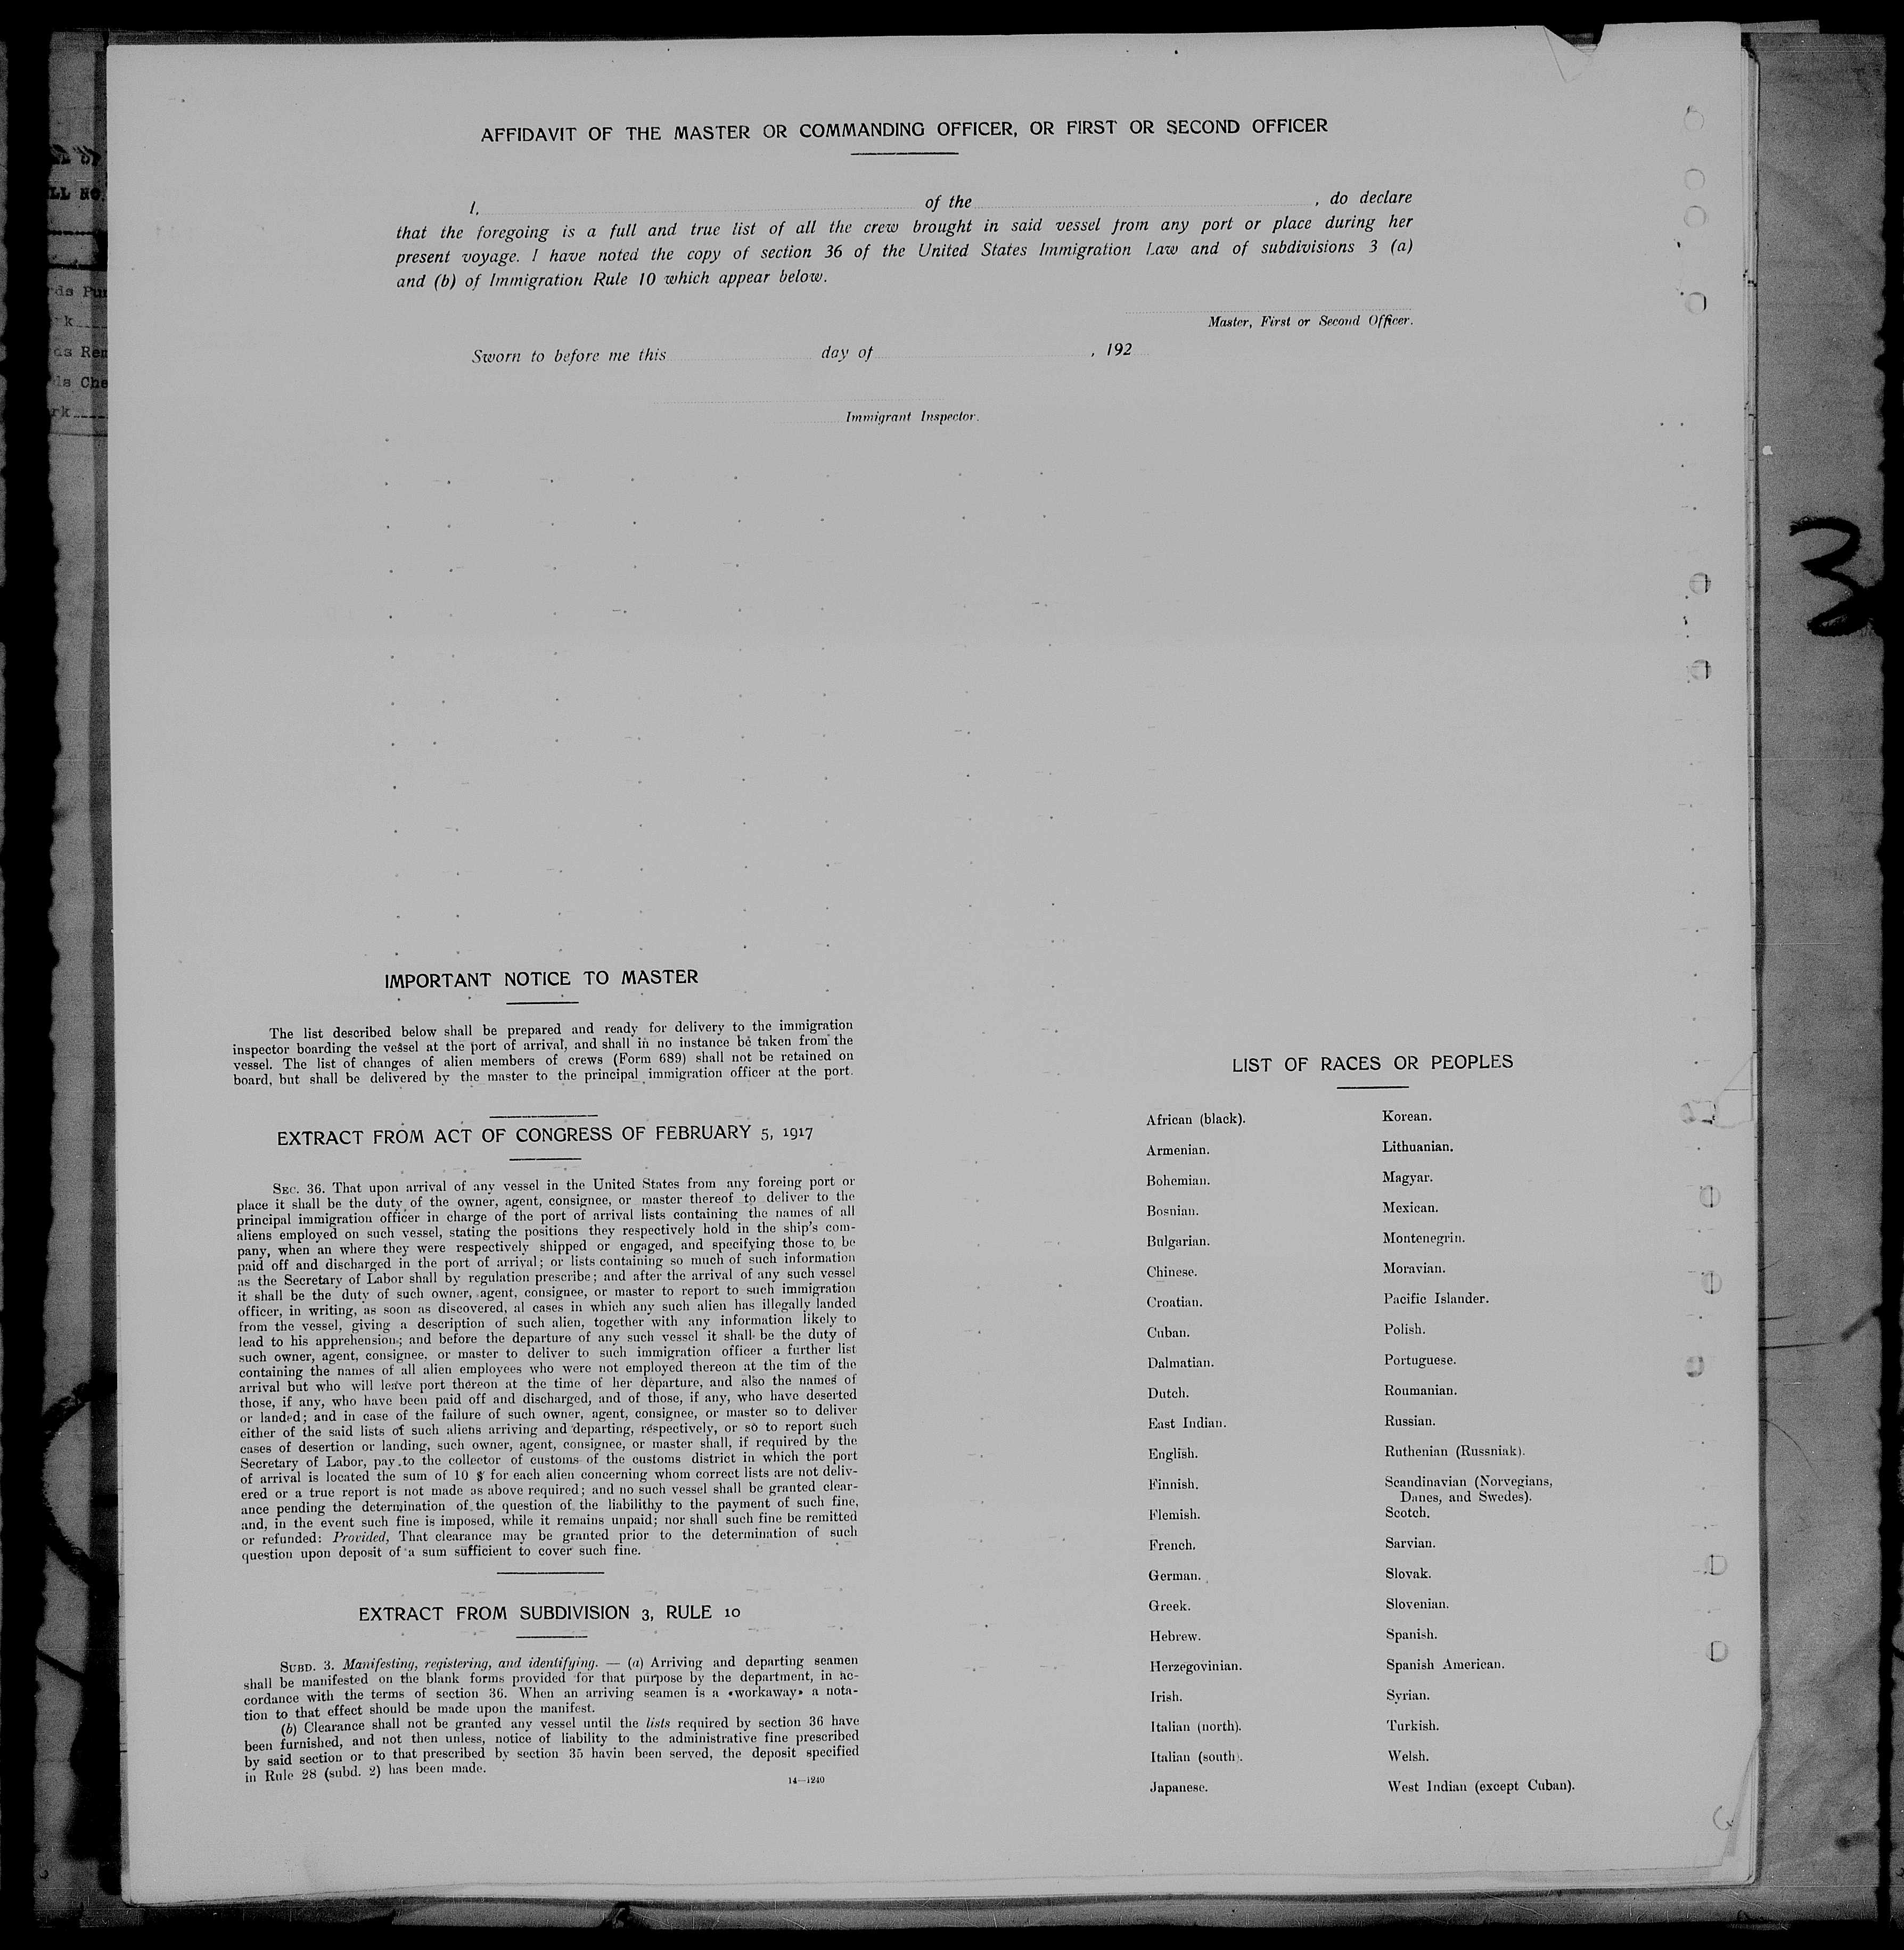 AFFIDAVIT OF THE MASTER OR COMMANDING OFFICER, OR FIRST OR SECOND OFFICER
I, of the , do declare
that the foregoing is a full and true list of all the crew brought in said vessel from any port or place during her
present voyage. I have noted the copy of section 36 of the United States Immigration Law and of subdivisions 3 (a)
and (b) of Immigration Rule 10 which appear below.
Master, First or Second Officer.
Sworn to before me this day of , 192
Immigrant Inspector.
3
IMPORTANT NOTICE TO MASTER
The list described below shall be prepared and ready for delivery to the immigration
inspector boarding the vessel at the port of arrival, and shall in no instance be taken from the
vessel. The list of changes of alien members of crews (Form 689) shall not be retained on
board, but shall be delivered by the master to the principal immigration officer at the port.
EXTRACT FROM ACT OF CONGRESS OF FEBRUARY 5, 1917
SEC. 36. That upon arrival of any vessel in the United States from any foreing port or
place it shall be the duty of the owner, agent, consignee, or master thereof to deliver to the
principal immigration officer in charge of the port of arrival lists containing the names of all
aliens employed on such vessel, stating the positions they respectively hold in the ship's com-
pany, when an where they were respectively shipped or engaged, and specifying those to be
paid off and discharged in the port of arrival; or lists containing so much of such information
as the Secretary of Labor shall by regulation prescribe; and after the arrival of any such vessel
it shall be the duty of such owner, agent, consignee, or master to report to such immigration
officer, in writing, as soon as discovered, al cases in which any such alien has illegally landed
from the vessel, giving a description of such alien, together with any information likely to
lead to his apprehension; and before the departure of any such vessel it shall be the duty of
such owner, agent, consignee, or master to deliver to such immigration officer a further list
containing the names of all alien employees who were not employed thereon at the tim of the
arrival but who will leave port thereon at the time of her departure, and also the names of
those, if any, who have been paid off and discharged, and of those, if any, who have deserted
or landed; and in case of the failure of such owner, agent, consignee, or master so to deliver
either of the said lists of such aliens arriving and departing, respectively, or so to report such
cases of desertion or landing, such owner, agent, consignee, or master shall, if required by the
Secretary of Labor, pay to the collector of customs of the customs district in which the port
of arrival is located the sum of 10 $ for each alien concerning whom correct lists are not deliv-
ered or a true report is not made as above required; and no such vessel shall be granted clear-
ance pending the determination of the question of the liabilithy to the payment of such fine,
and, in the event such fine is imposed, while it remains unpaid; nor shall such fine be remitted
or refunded: Provided, That clearance may be granted prior to the determination of such
question upon deposit of a sum sufficient to cover such fine.
EXTRACT FROM SUBDIVISION 3, RULE 10
SUBD. 3. Manifesting, registering, and identifying. — (a) Arriving and departing seamen
shall be manifested on the blank forms provided for that purpose by the department, in ac-
cordance with the terms of section 36. When an arriving seamen is a «workaway» a nota-
tion to that effect should be made upon the manifest.
(b) Clearance shall not be granted any vessel until the lists required by section 36 have
been furnished, and not then unless, notice of liability to the administrative fine prescribed
by said section or to that prescribed by section 35 havin been served, the deposit specified
in Rule 28 (subd. 2) has been made.
14—1240
LIST OF RACES OR PEOPLES
African (black).
Armenian.
Bohemian.
Bosnian.
Bulgarian.
Chinese.
Croatian.
Cuban.
Dalmatian.
Dutch.
East Indian.
English.
Finnish.
Flemish.
French.
German.
Greek.
Hebrew.
Herzegovinian.
Irish.
Italian (north).
Italian (south).
Japanese.
Korean.
Lithuanian.
Magyar.
Mexican.
Montenegrin.
Moravian.
Pacific Islander.
Polish.
Portuguese.
Roumanian.
Russian.
Ruthenian (Russniak).
Scandinavian (Norvegians,
Danes, and Swedes).
Scotch.
Sarvian.
Slovak.
Slovenian.
Spanish.
Spanish American.
Syrian.
Turkish.
Welsh.
West Indian (except Cuban).